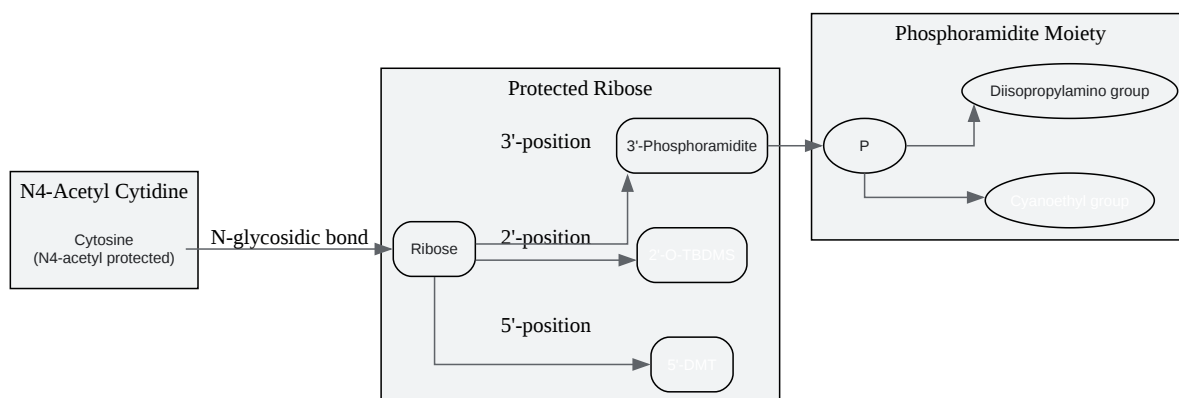 Phosphoramidite Moiety
Diisopropylamino group
Protected Ribose
3'-position
3'-Phosphoramidite
P
N4-Acetyl Cytidine
Cyanoethyl group
Cytosine
(N4-acetyl protected)
N-glycosidic bond
Ribose
2'-position
2'-O-TBDMS
5'-position
5'-DMT